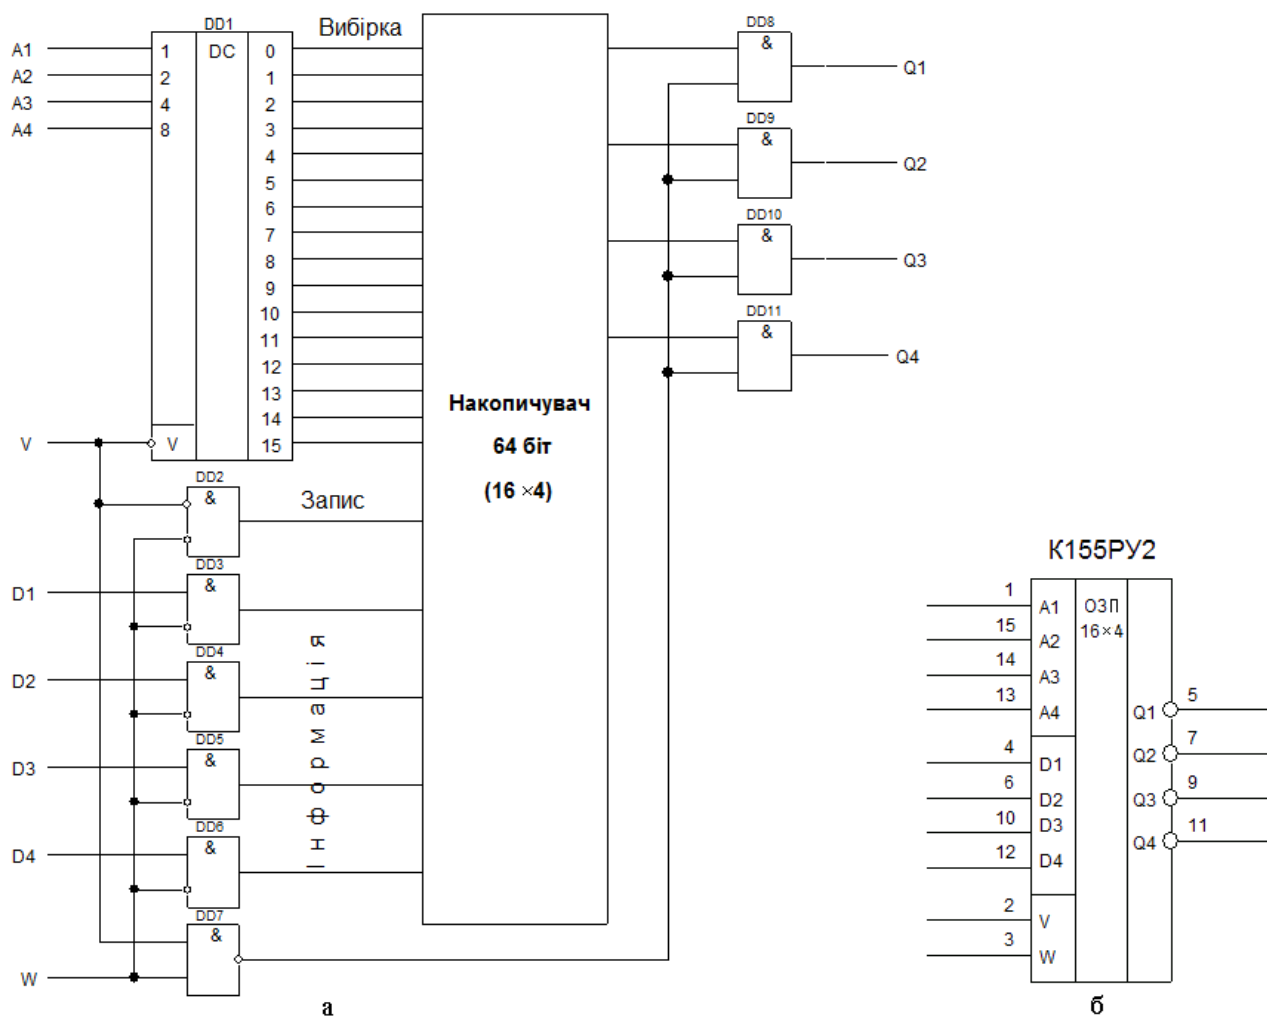 DD1
Вибірка
DD8
A1
1
DC
0
&
Q1
A2
2
1
A3
4
2
A4
8
3
DD9
&
Q2
4
5
6
7
DD10
&
Q3
8
9
10
11
DD11
&
Q4
12
13
14
V
V
15
Накопичувач
64 біт
(16 ×4)
DD2
&
Запис
DD3
D1
&
DD4
D2
&
DD5
D3
&
DD6
D4
&
DD7
&
W
Інформація
а
К155РУ2
1
A1
ОЗП
16×4
15
A2
14
A3
13
A4
Q1
5
4
D1
Q2
7
6
D2
Q3
9
10
D3
Q4
11
12
D4
2
V
3
W
б